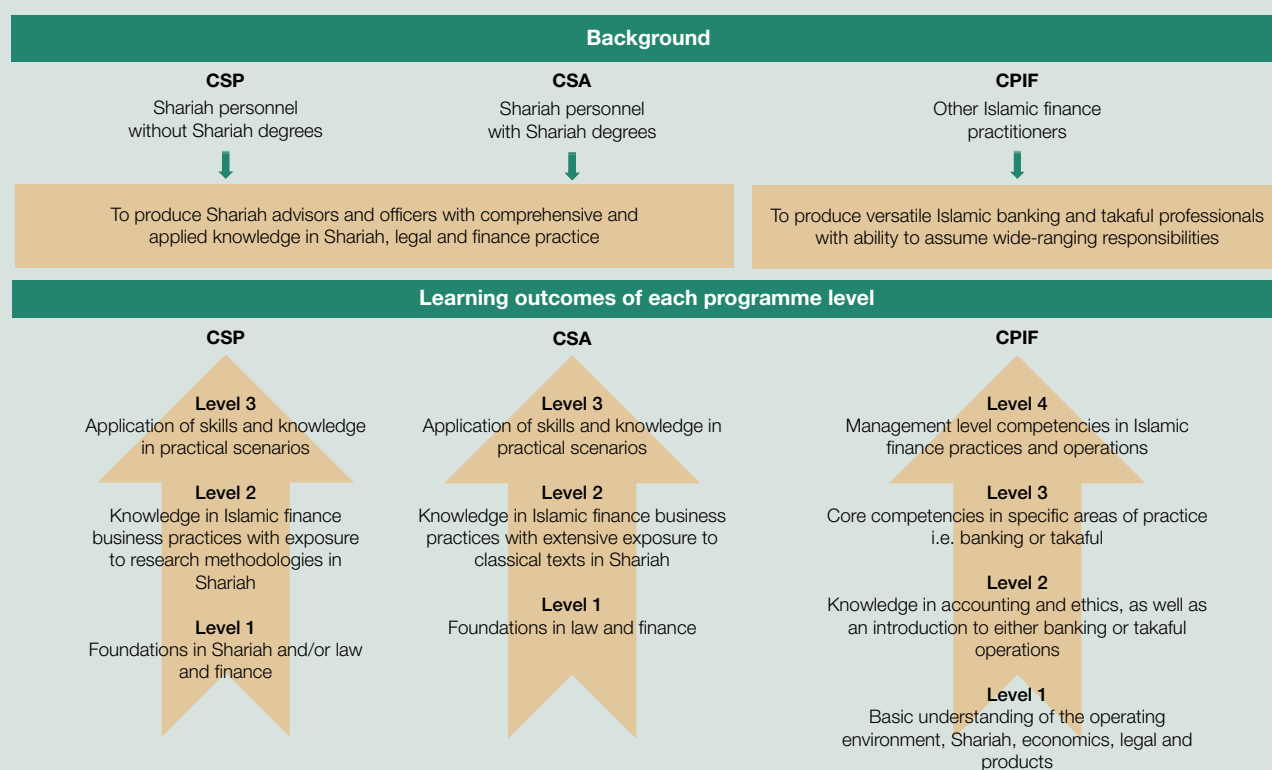 Background
CSP
Shariah personnel
without Shariah degrees
CSA
Shariah personnel
with Shariah degrees
CPIF
Other Islamic finance
practitioners
To produce Shariah advisors and officers with comprehensive and
applied knowledge in Shariah, legal and finance practice
To produce versatile Islamic banking and takaful professionals
with ability to assume wide-ranging responsibilities
Learning outcomes of each programme level
CSP
Level 3
Application of skills and knowledge
in practical scenarios
Level 2
Knowledge in Islamic finance
business practices with exposure
to research methodologies in
Shariah
Level 1
Foundations in Shariah and/or law
and finance
CSA
Level 3
Application of skills and knowledge in
practical scenarios
Level 2
Knowledge in Islamic finance business
practices with extensive exposure to
classical texts in Shariah
Level 1
Foundations in law and finance
CPIF
Level 4
Management level competencies in Islamic
finance practices and operations
Level 3
Core competencies in specific areas of practice
i.e. banking or takaful
Level 2
Knowledge in accounting and ethics, as well as
an introduction to either banking or takaful
operations
Level 1
Basic understanding of the operating
environment, Shariah, economics, legal and
products